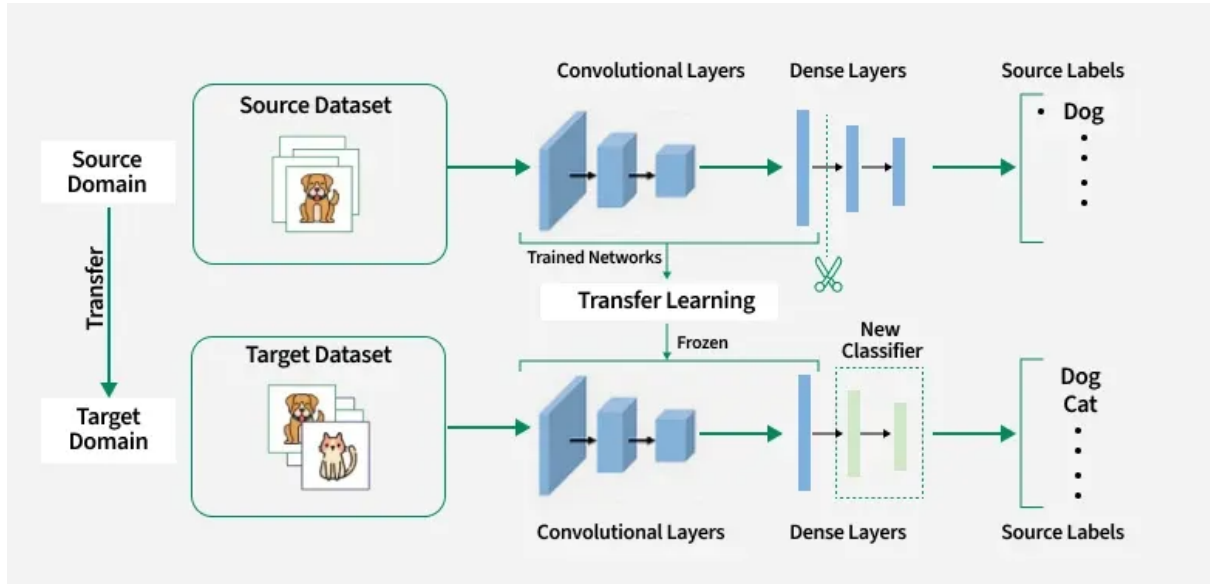 Convolutional Layers
Dense Layers
Source Labels
Source Dataset
• Dog
Source
Domain
Trained Networks
Transfer Learning
Transfer
Frozen
New
Classifier
Target Dataset
Dog
Cat
Target
Domain
Convolutional Layers
Dense Layers
Source Labels